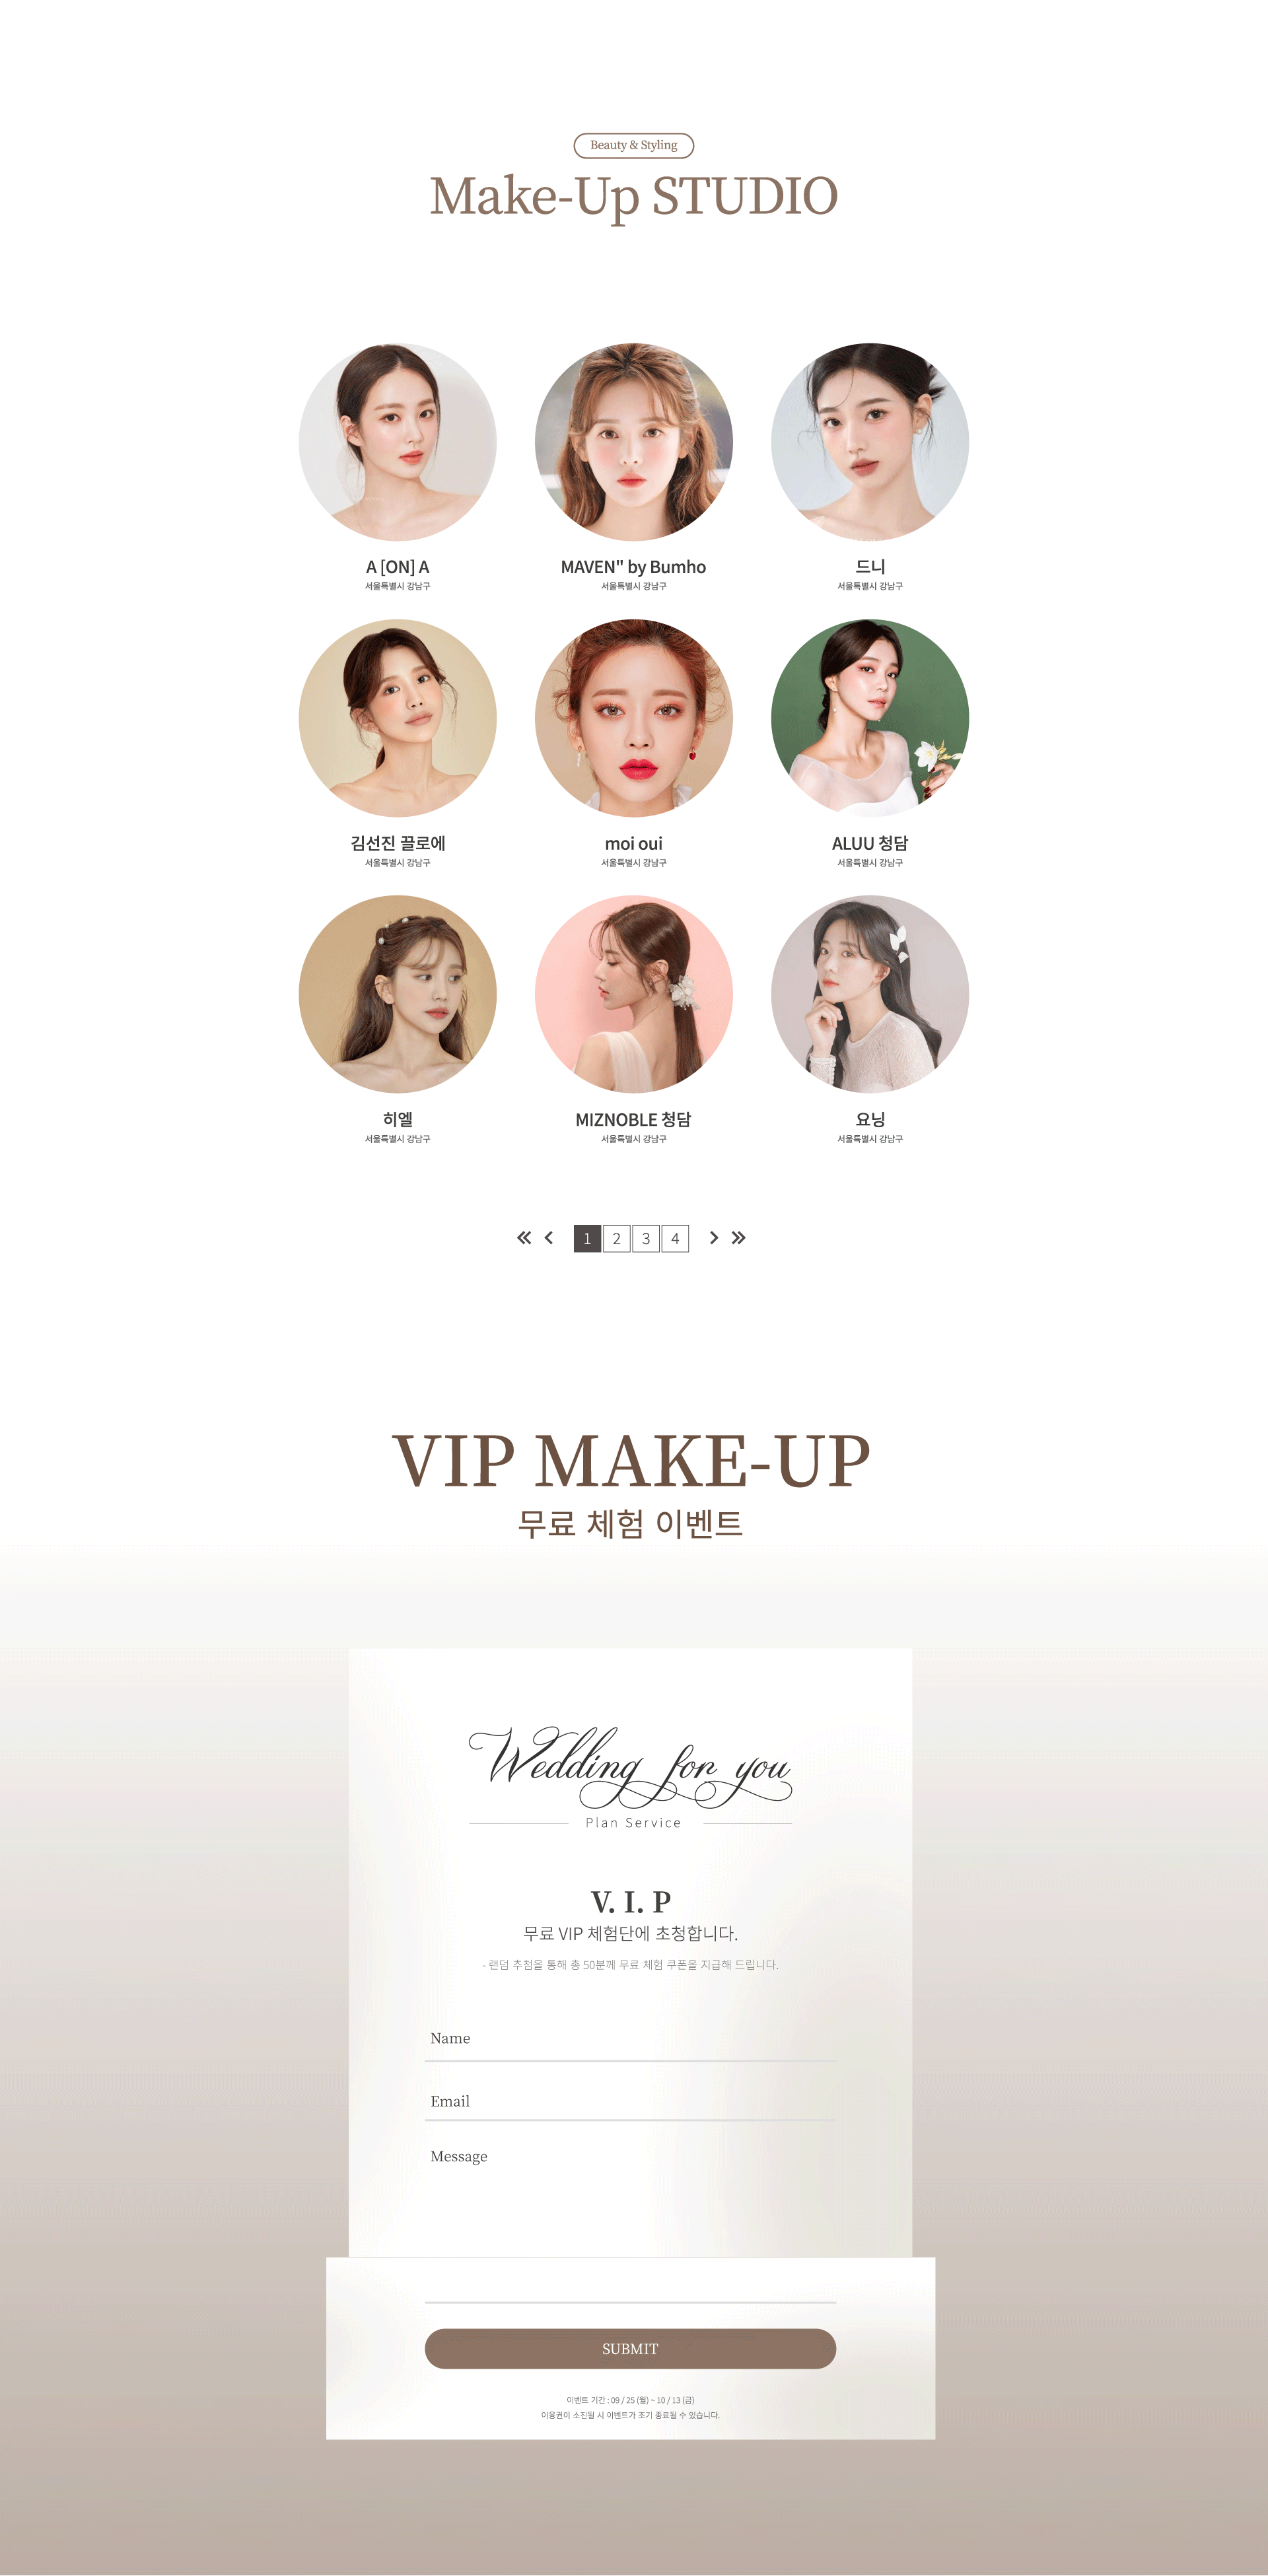 Beauty & Styling
Make-Up STUDIO
A [ON] A
서울특별시 강남구
MAVEN" by Bumho
서울특별시 강남구
드니
서울특별시 강남구
김선진 끌로에
서울특별시 강남구
moi oui
서울특별시 강남구
ALUU 청담
서울특별시 강남구
히엘
서울특별시 강남구
MIZNOBLE 청담
서울특별시 강남구
요닝
서울특별시 강남구
1 2 3 4
VIP MAKE-UP
무료 체험 이벤트
Wedding for you
Plan Service
V. I. P
무료 VIP 체험단에 초청합니다.
- 랜덤 추첨을 통해 총 50분께 무료 체험 쿠폰을 지급해 드립니다.
Name
Email
Message
SUBMIT
이벤트 기간 : 09 / 25 (월) ~ 10 / 13 (금)
이용권이 소진될 시 이벤트가 조기 종료될 수 있습니다.